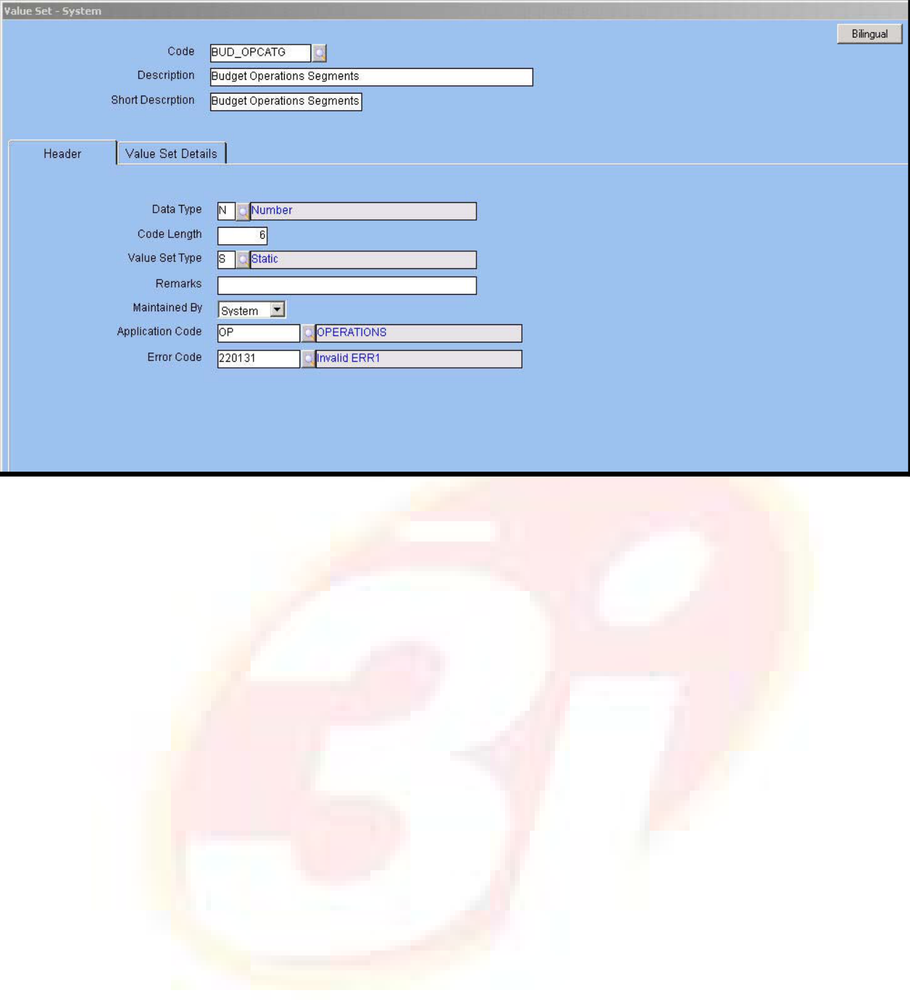 Value Set - System
Bilingual
Code BUD_OPCATG
Description Budget Operations Segments
Short Descrption Budget Operations Segments
Header Value Set Details
Data Type N Number
Code Length 6
Value Set Type S Static
Remarks
Maintained By System
Application Code OP OPERATIONS
Error Code 220131 Invalid ERR1
3i